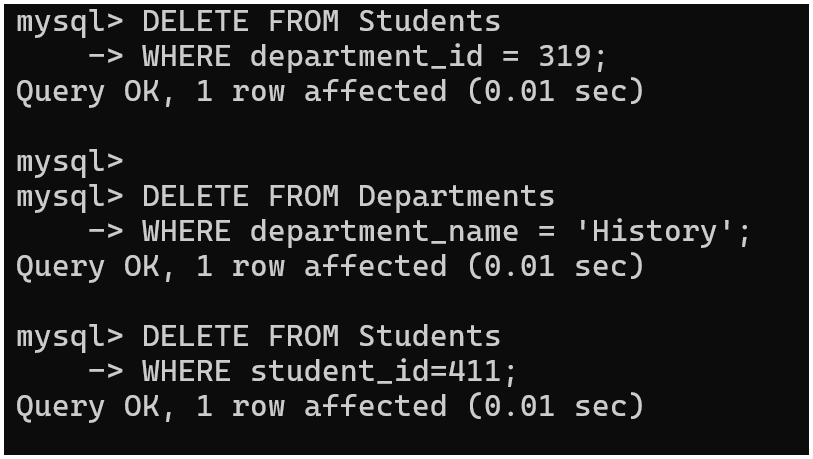 mysql> DELETE FROM Students
    -> WHERE department_id = 319;
Query OK, 1 row affected (0.01 sec)

mysql>
mysql> DELETE FROM Departments
    -> WHERE department_name = 'History';
Query OK, 1 row affected (0.01 sec)

mysql> DELETE FROM Students
    -> WHERE student_id=411;
Query OK, 1 row affected (0.01 sec)